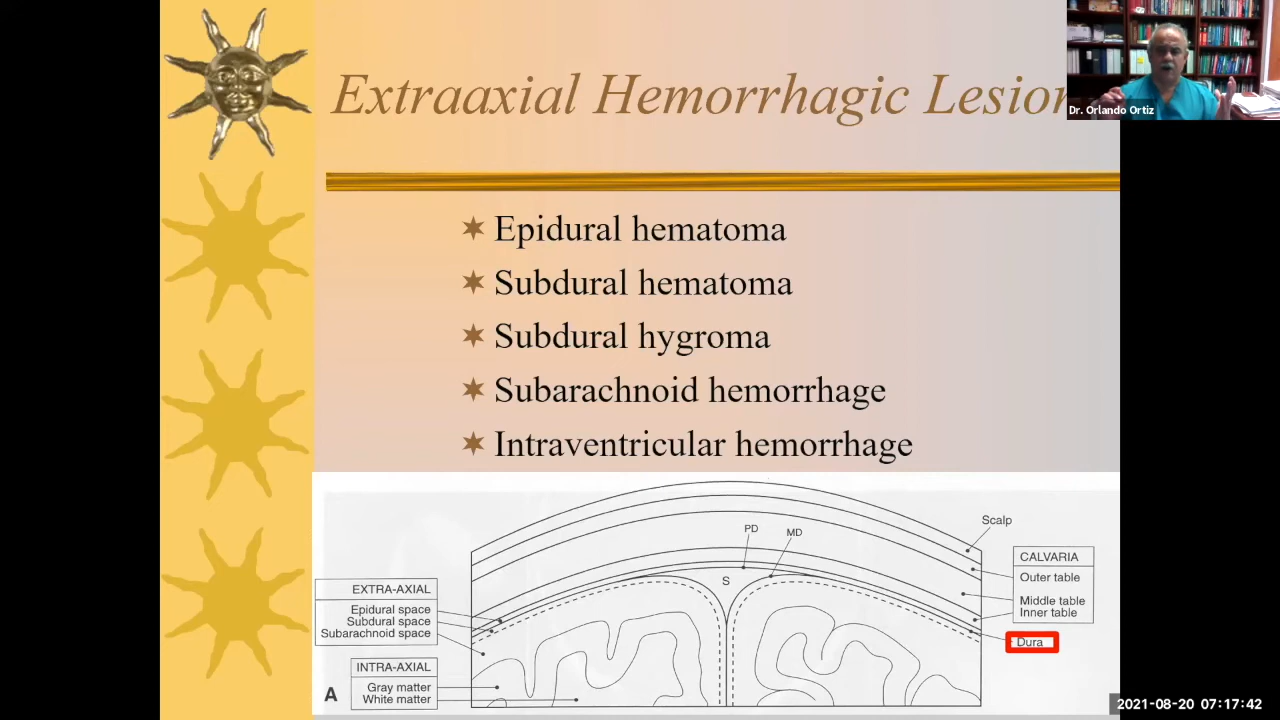 Extraaxial Hemorrhagic Lesion
Dr. Orlando Ortiz
Epidural hematoma
Subdural hematoma
Subdural hygroma
Subarachnoid hemorrhage
Intraventricular hemorrhage
PD
MD
S
Scalp
CALVARIA
Outer table
Middle table
Inner table
Dura
EXTRA-AXIAL
Epidural space
Subdural space
Subarachnoid space
INTRA-AXIAL
Gray matter
White matter
A
2021-08-20 07:17:42